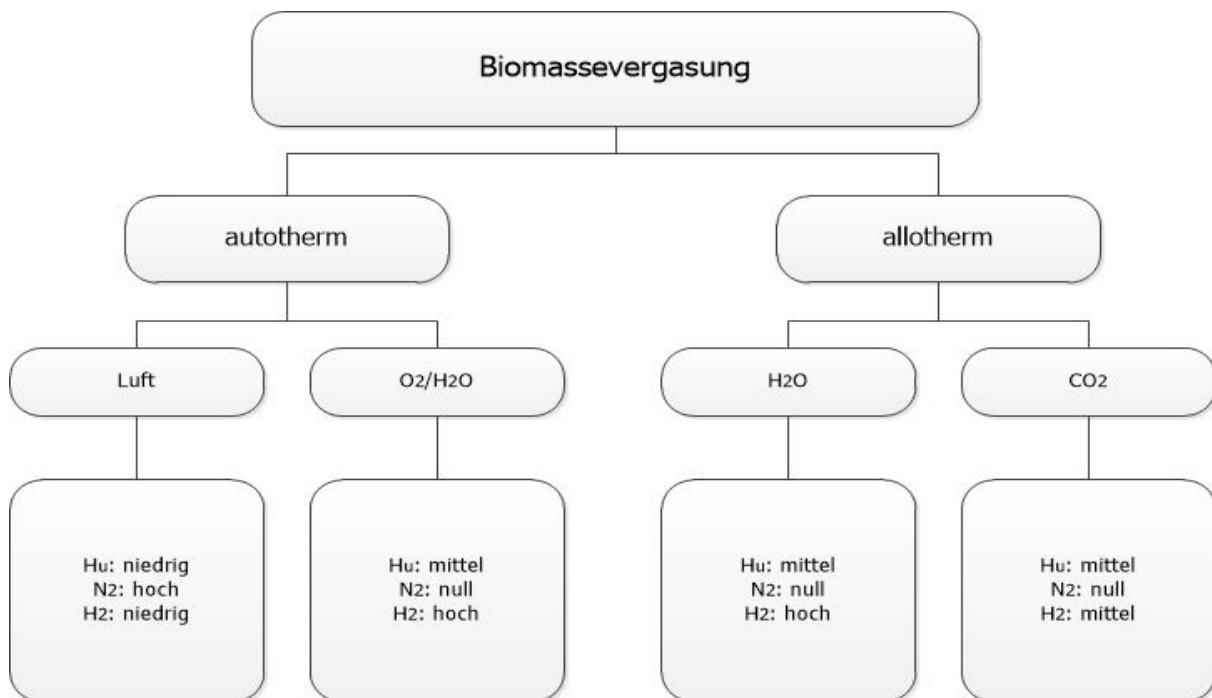 Biomassevergasung
autotherm
allotherm
Luft
O2/H2O
H2O
CO2
Hu: niedrig
N2: hoch
H2: niedrig
Hu: mittel
N2: null
H2: hoch
Hu: mittel
N2: null
H2: hoch
Hu: mittel
N2: null
H2: mittel